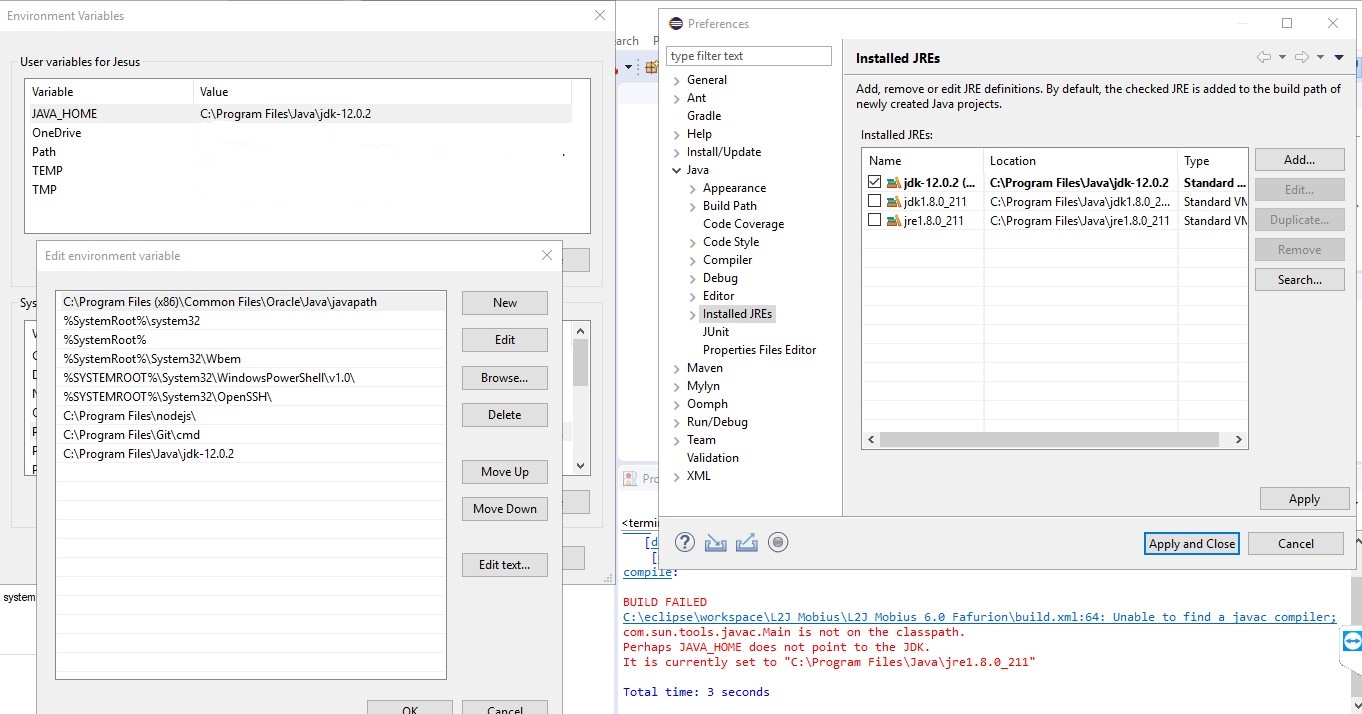 Environment Variables
User variables for Jesus
Variable Value
JAVA_HOME C:\Program Files\Java\jdk-12.0.2
OneDrive
Path
TEMP
TMP
Edit environment variable
C:\Program Files (x86)\Common Files\Oracle\Java\javapath
%SystemRoot%\system32
%SystemRoot%
%SystemRoot%\System32\Wbem
%SYSTEMROOT%\System32\WindowsPowerShell\v1.0\
%SYSTEMROOT%\System32\OpenSSH\
C:\Program Files\nodejs\
C:\Program Files\Git\cmd
C:\Program Files\Java\jdk-12.0.2
New
Edit
Browse...
Delete
Move Up
Move Down
Edit text...
OK
Cancel
Sys
system
arch
Preferences
type filter text
General
Ant
Gradle
Help
Install/Update
Java
Appearance
Build Path
Code Coverage
Code Style
Compiler
Debug
Editor
Installed JREs
JUnit
Properties Files Editor
Maven
Mylyn
Oomph
Run/Debug
Team
Validation
XML
Installed JREs
Add, remove or edit JRE definitions. By default, the checked JRE is added to the build path of
newly created Java projects.
Installed JREs:
Name Location Type
jdk-12.0.2 (... C:\Program Files\Java\jdk-12.0.2 Standard ...
jdk1.8.0_211 C:\Program Files\Java\jdk1.8.0_2... Standard VM
jre1.8.0_211 C:\Program Files\Java\jre1.8.0_211 Standard VM
Add...
Edit...
Duplicate...
Remove
Search...
Apply
Apply and Close
Cancel
Pro
<termin
[d
[
compile:
BUILD FAILED
C:\eclipse\workspace\L2J_Mobius\L2J_Mobius_6.0_Fafurion\build.xml:64: Unable to find a javac compiler;
com.sun.tools.javac.Main is not on the classpath.
Perhaps JAVA_HOME does not point to the JDK.
It is currently set to "C:\Program Files\Java\jre1.8.0_211"
Total time: 3 seconds